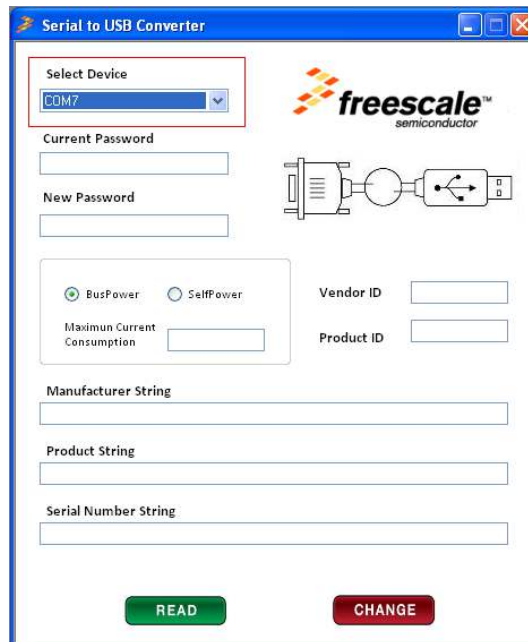 Serial to USB Converter
Select Device
COM7
freescale™
semiconductor
Current Password
New Password
BusPower
SelfPower
Maximun Current
Consumption
Vendor ID
Product ID
Manufacturer String
Product String
Serial Number String
READ
CHANGE